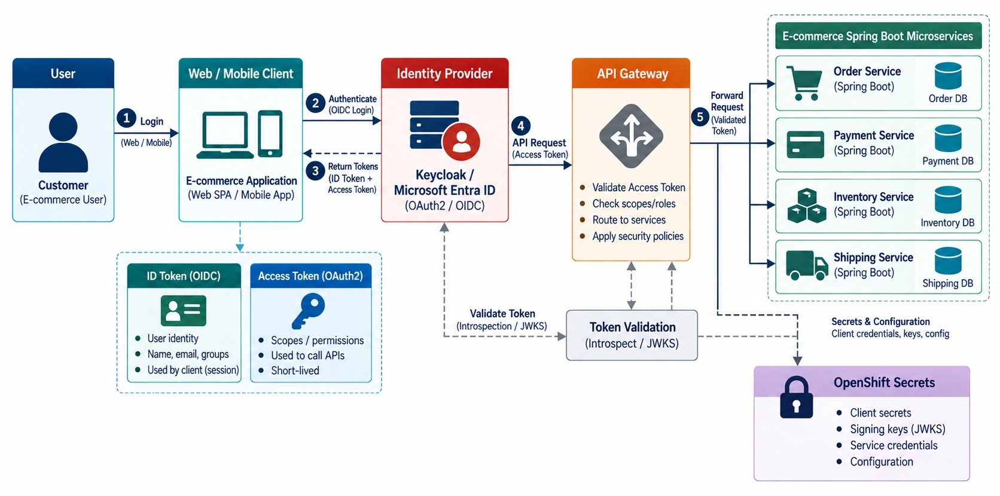 User
Customer
(E-commerce User)
1
Login
(Web / Mobile)
Web / Mobile Client
E-commerce Application
(Web SPA / Mobile App)
2
Authenticate
(OIDC Login)
3
Return Tokens
(ID Token +
Access Token)
Identity Provider
Keycloak /
Microsoft Entra ID
(OAuth2 / OIDC)
4
API Request
(Access Token)
API Gateway
Validate Access Token
Check scopes/roles
Route to services
Apply security policies
5
Forward
Request
(Validated
Token)
E-commerce Spring Boot Microservices
Order Service
(Spring Boot)
Order DB
Payment Service
(Spring Boot)
Payment DB
Inventory Service
(Spring Boot)
Inventory DB
Shipping Service
(Spring Boot)
Shipping DB
ID Token (OIDC)
User identity
Name, email, groups
Used by client (session)
Access Token (OAuth2)
Scopes / permissions
Used to call APIs
Short-lived
Validate Token
(Introspection / JWKS)
Token Validation
(Introspect / JWKS)
Secrets & Configuration
Client credentials, keys, config
OpenShift Secrets
Client secrets
Signing keys (JWKS)
Service credentials
Configuration